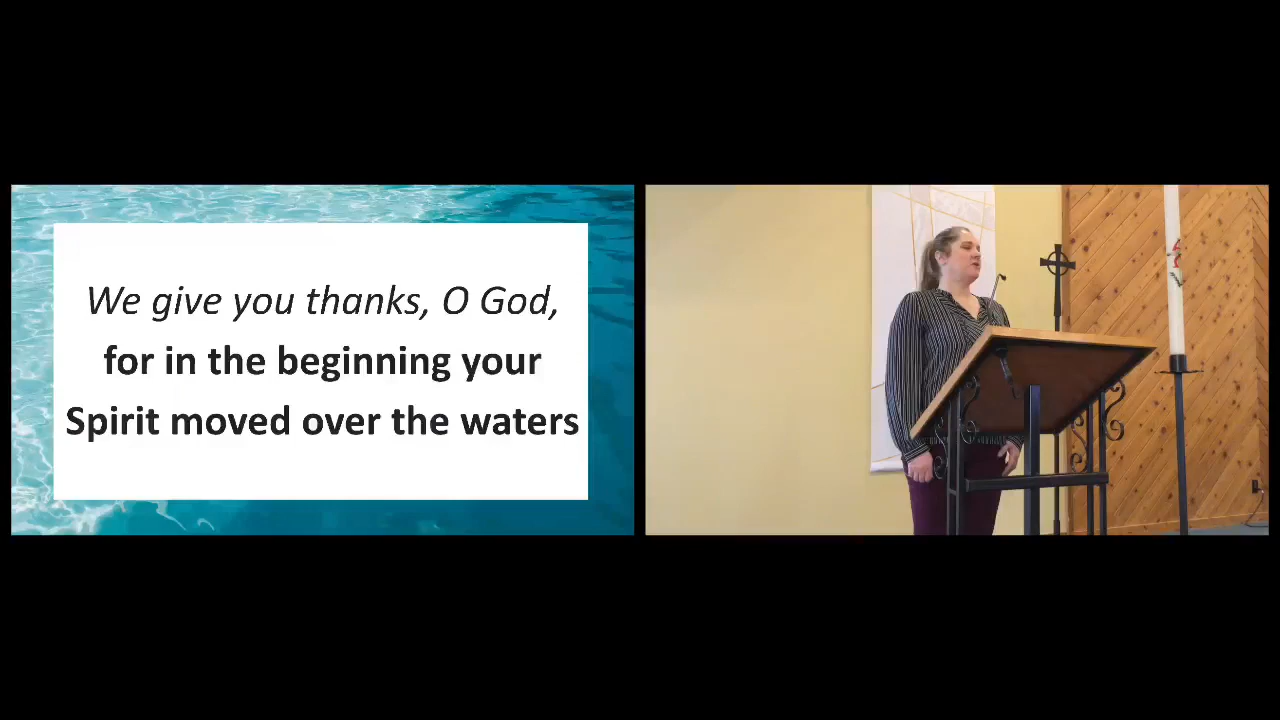 We give you thanks, O God,
for in the beginning your
Spirit moved over the waters